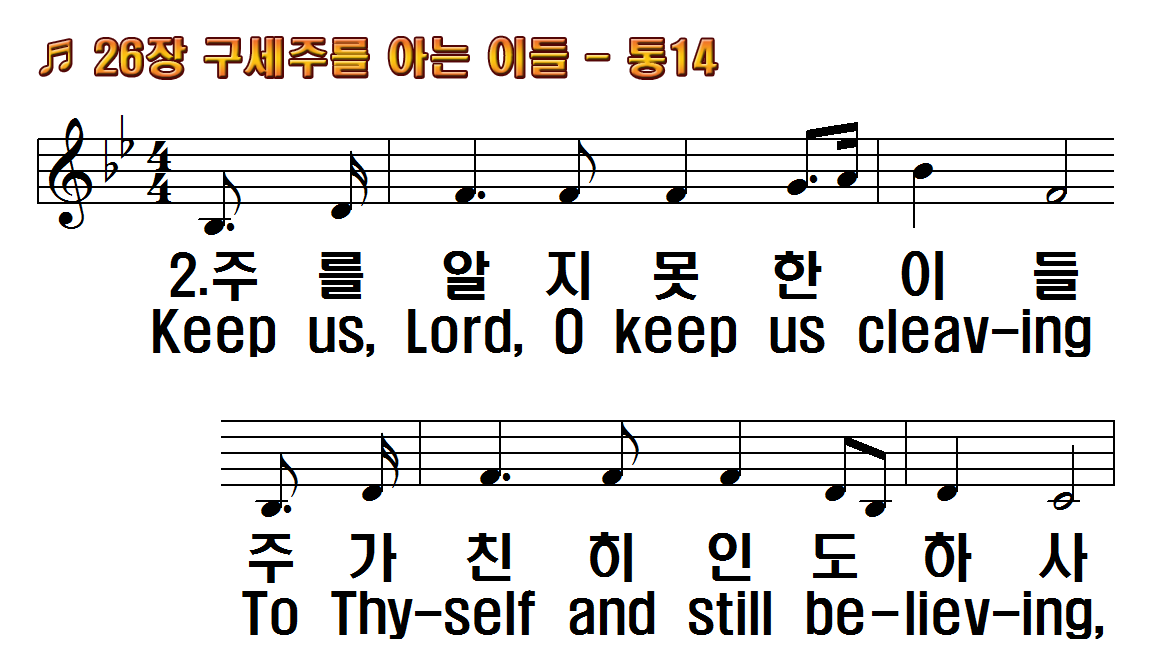 ♬ 26장 구세주를 아는 이들 - 통14
2.주 를 알 지 못 한 이 들
Keep us, Lord, O keep us cleav-ing
주 가 친 히 인 도 하 사
To Thy-self and still be-liev-ing,